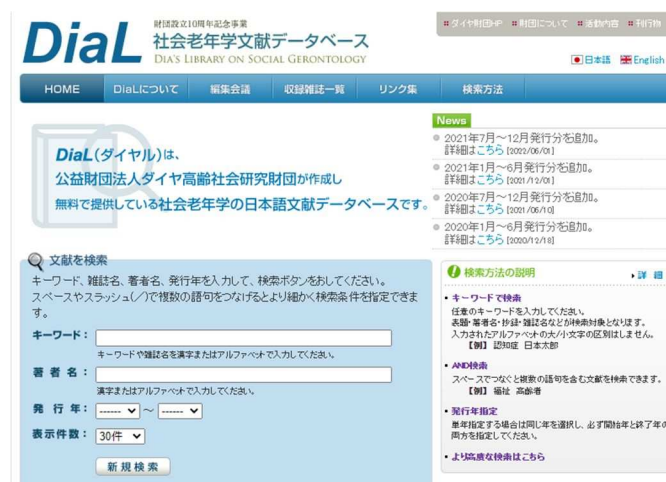 財団設立10周年記念事業
DiaL 社会老年学文献データベース
DIA'S LIBRARY ON SOCIAL GERONTOLOGY
ダイヤ財団HP 財団について 活動内容 刊行物
日本語 English
HOME DiaLについて 編集会議 収録雑誌一覧 リンク集 検索方法
DiaL(ダイヤル)は、
公益財団法人ダイヤ高齢社会研究財団が作成し
無料で提供している社会老年学の日本語文献データベースです。
News
2021年7月～12月発行分を追加。
詳細はこちら [2022/06/01]
2021年1月～6月発行分を追加。
詳細はこちら [2021/12/01]
2020年7月～12月発行分を追加。
詳細はこちら [2021/06/10]
2020年1月～6月発行分を追加。
詳細はこちら [2020/12/18]
文献を検索
キーワード、雑誌名、著者名、発行年を入力して、検索ボタンをおしてください。
スペースやスラッシュ(／)で複数の語句をつなげるとより細かく検索条件を指定できま
す。
キーワード：
キーワードや雑誌名を漢字またはアルファベットで入力してください。
著者名：
漢字またはアルファベットで入力してください。
発行年： ------ ～ ------
表示件数： 30件
新規検索
検索方法の説明 詳細
・キーワードで検索
任意のキーワードを入力してください。
表題・著者名・抄録・雑誌名などが検索対象となります。
入力されたアルファベットの大/小文字の区別はしません。
【例】 認知症 日本太郎
・AND検索
スペースでつなぐと複数の語句を含む文献を検索できます。
【例】 福祉 高齢者
・発行年指定
単年指定する場合は同じ年を選択し、必ず開始年と終了年の
両方を指定してください。
・より高度な検索はこちら